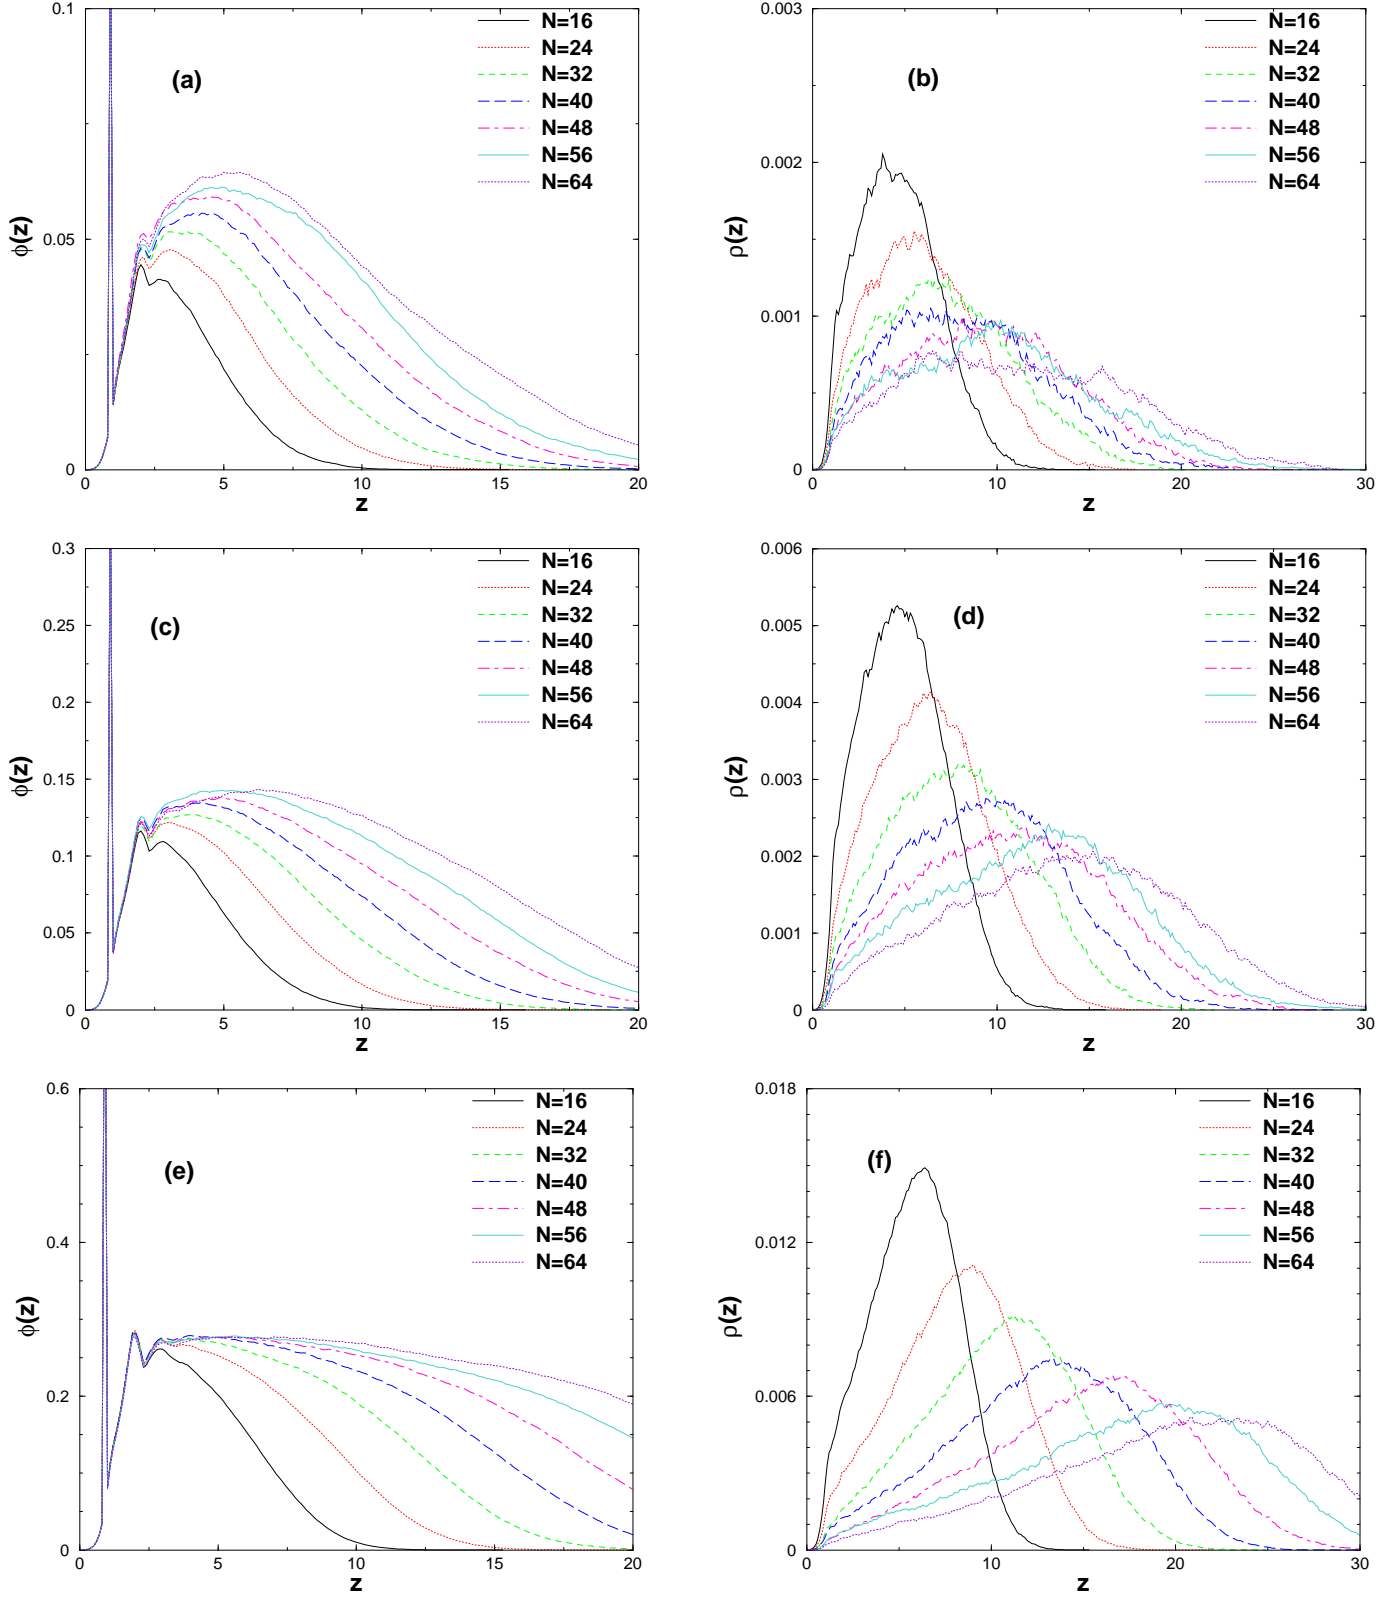 0.1
0.05
0
0 5 10 15 20
ϕ(z)
z
(a)
N=16
N=24
N=32
N=40
N=48
N=56
N=64
0.003
0.002
0.001
0
0 10 20 30
ρ(z)
z
(b)
N=16
N=24
N=32
N=40
N=48
N=56
N=64
0.3
0.25
0.2
0.15
0.1
0.05
0
0 5 10 15 20
ϕ(z)
z
(c)
N=16
N=24
N=32
N=40
N=48
N=56
N=64
0.006
0.005
0.004
0.003
0.002
0.001
0
0 10 20 30
ρ(z)
z
(d)
N=16
N=24
N=32
N=40
N=48
N=56
N=64
0.6
0.4
0.2
0
0 5 10 15 20
ϕ(z)
z
(e)
N=16
N=24
N=32
N=40
N=48
N=56
N=64
0.018
0.012
0.006
0
0 10 20 30
ρ(z)
z
(f)
N=16
N=24
N=32
N=40
N=48
N=56
N=64